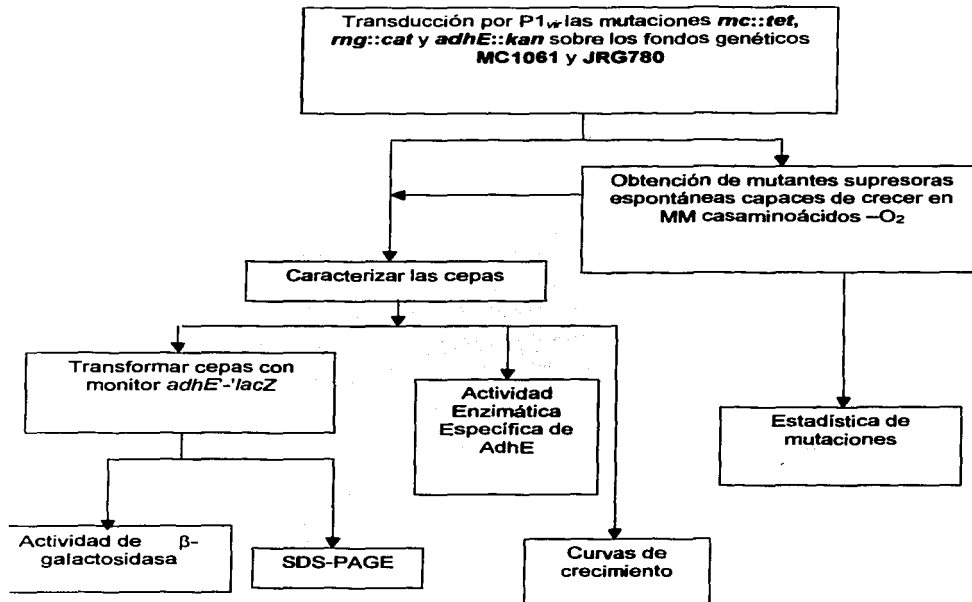 Transducción por P1vir las mutaciones rnc::tet,
rng::cat y adhE::kan sobre los fondos genéticos
MC1061 y JRG780
Obtención de mutantes supresoras
espontáneas capaces de crecer en
MM casaminoácidos –O₂
Caracterizar las cepas
Transformar cepas con
monitor adhE'-'lacZ
Actividad
Enzimática
Específica de
AdhE
Estadística de
mutaciones
Actividad de β-
galactosidasa
SDS-PAGE
Curvas de
crecimiento